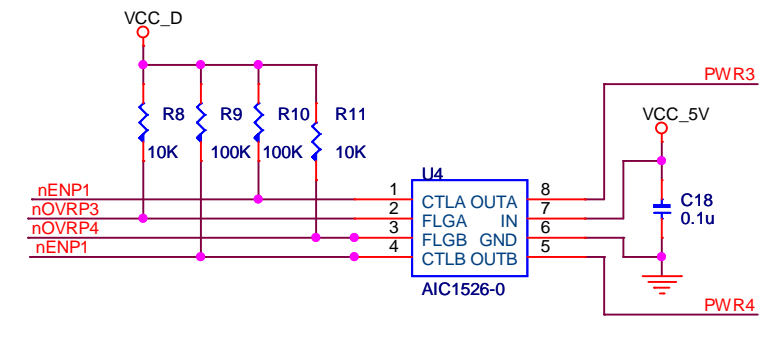 VCC_D
PWR3
VCC_5V
R8 R9 R10 R11
10K 100K 100K 10K
U4
nENP1 1 CTLA OUTA 8
nOVRP3 2 FLGA IN 7
nOVRP4 3 FLGB GND 6
nENP1 4 CTLB OUTB 5
C18
0.1u
AIC1526-0
PWR4